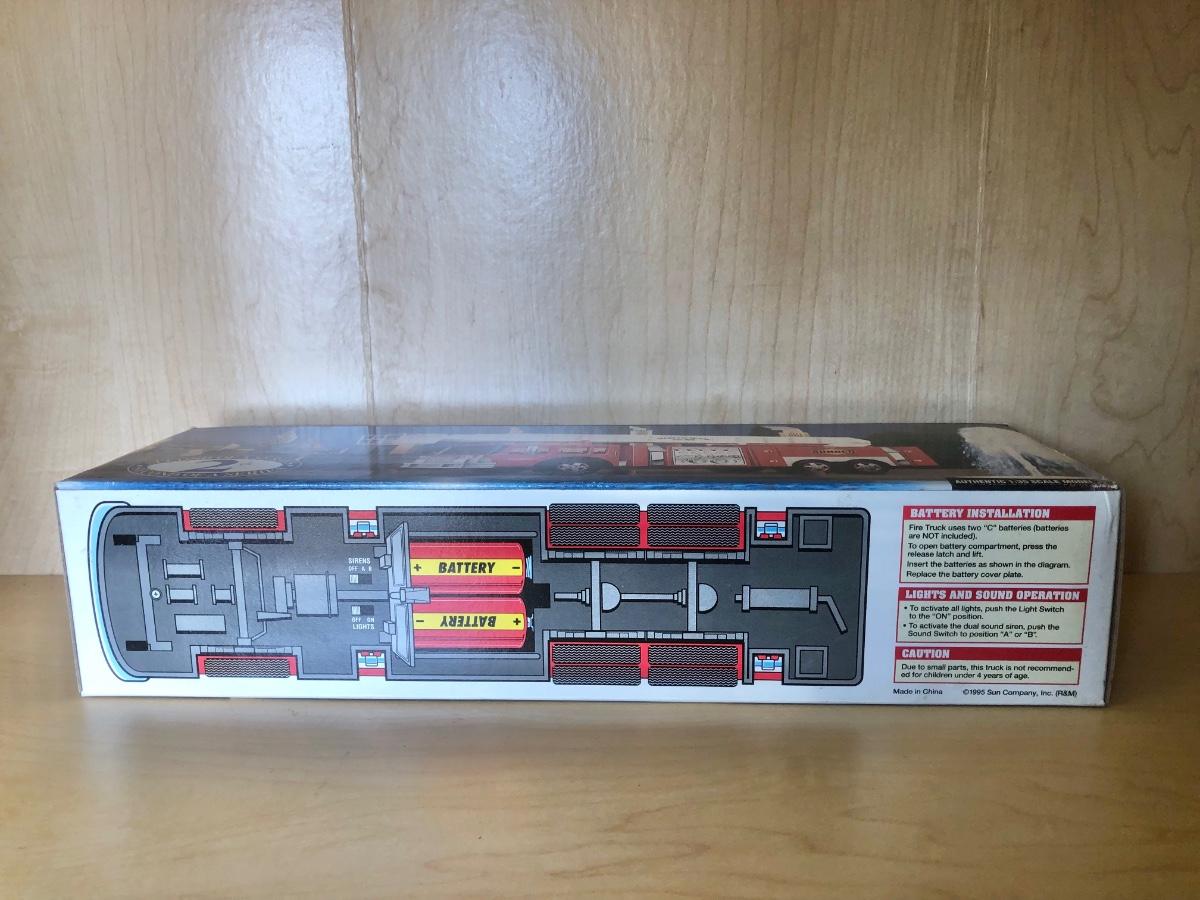 SUNOCO
AUTHENTIC 1:35 SCALE MODEL
SIRENS
OFF A B
OFF ON
LIGHTS
+ BATTERY −
− BATTERY +
BATTERY INSTALLATION
Fire Truck uses two "C" batteries (batteries
are NOT included).
To open battery compartment, press the
release latch and lift.
Insert the batteries as shown in the diagram.
Replace the battery cover plate.
LIGHTS AND SOUND OPERATION
• To activate all lights, push the Light Switch
to the "ON" position.
• To activate the dual sound siren, push the
Sound Switch to position "A" or "B".
CAUTION
Due to small parts, this truck is not recommend-
ed for children under 4 years of age.
Made in China ©1995 Sun Company, Inc. (R&M)